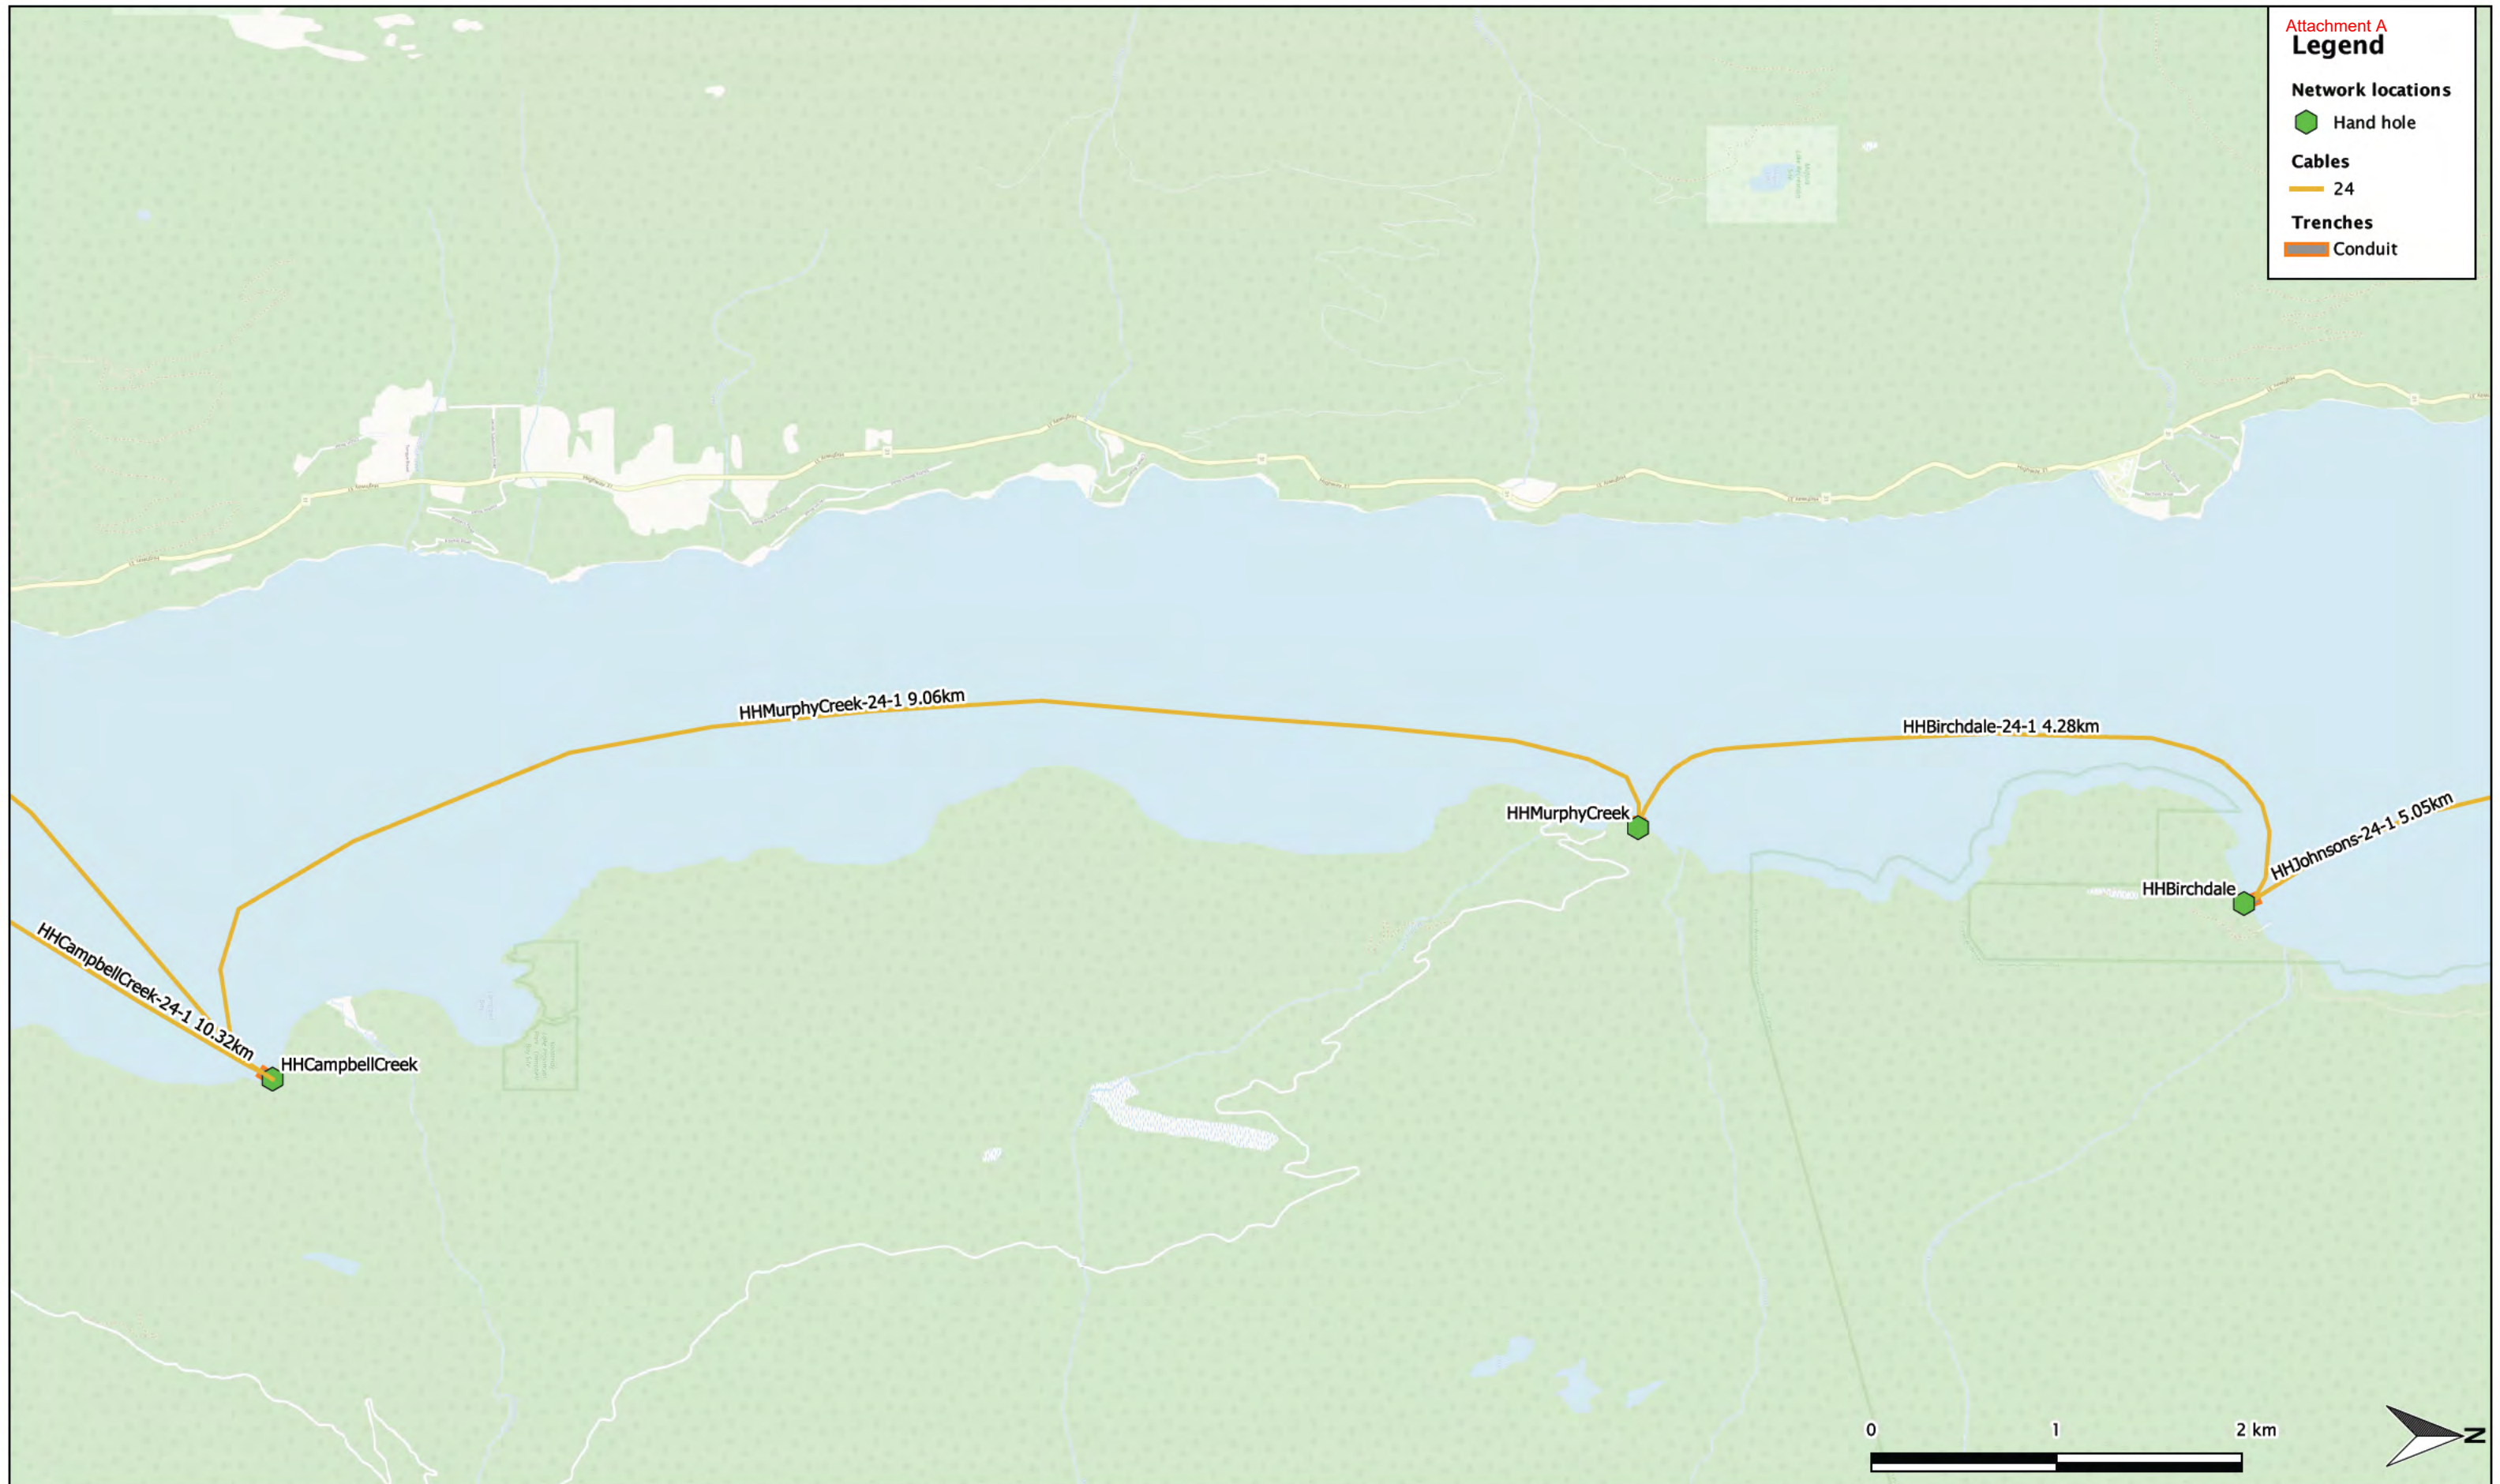 Attachment A
Legend
Network locations
Hand hole
Cables
24
Trenches
Conduit
HHMurphyCreek-24-1 9.06km
HHBirchdale-24-1 4.28km
HHJohnsons-24-1 5.05km
HHMurphyCreek
HHBirchdale
HHCampbellCreek-24-1 10.32km
HHCampbellCreek
0 1 2 km
N